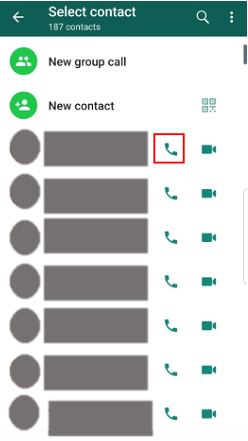 Select contact
187 contacts
New group call
New contact